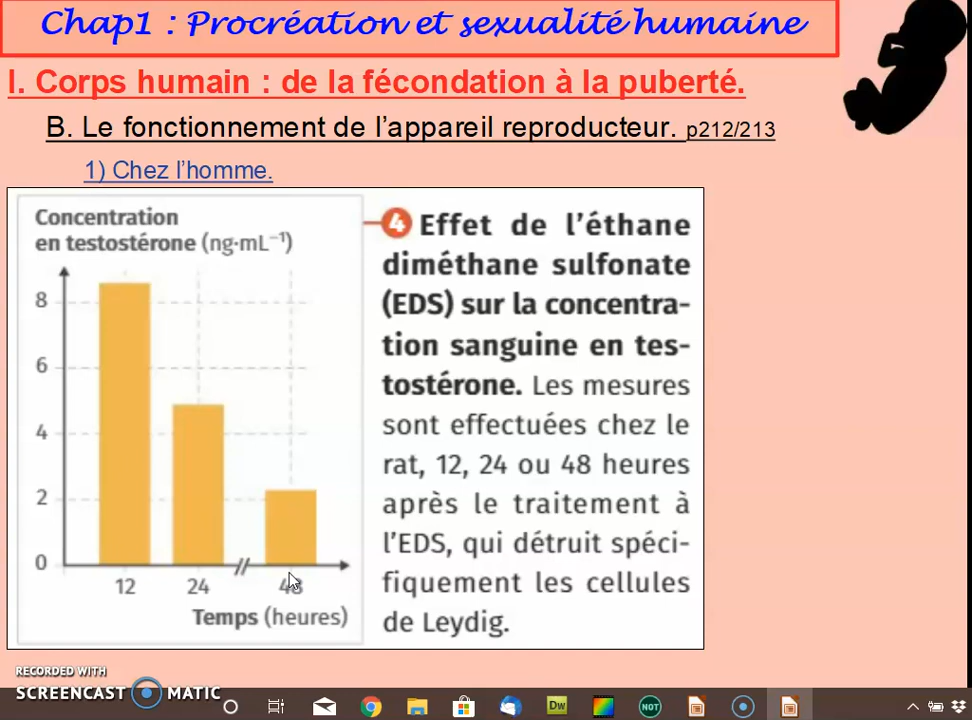 Chap1 : Procréation et sexualité humaine
I. Corps humain : de la fécondation à la puberté.
B. Le fonctionnement de l'appareil reproducteur. p212/213
1) Chez l'homme.
Concentration
en testostérone (ng·mL⁻¹)
8
6
4
2
0
12 24 // 48
Temps (heures)
4 Effet de l'éthane
diméthane sulfonate
(EDS) sur la concentra-
tion sanguine en tes-
tostérone. Les mesures
sont effectuées chez le
rat, 12, 24 ou 48 heures
après le traitement à
l'EDS, qui détruit spéci-
fiquement les cellules
de Leydig.
RECORDED WITH
SCREENCAST MATIC
Dw
NOT